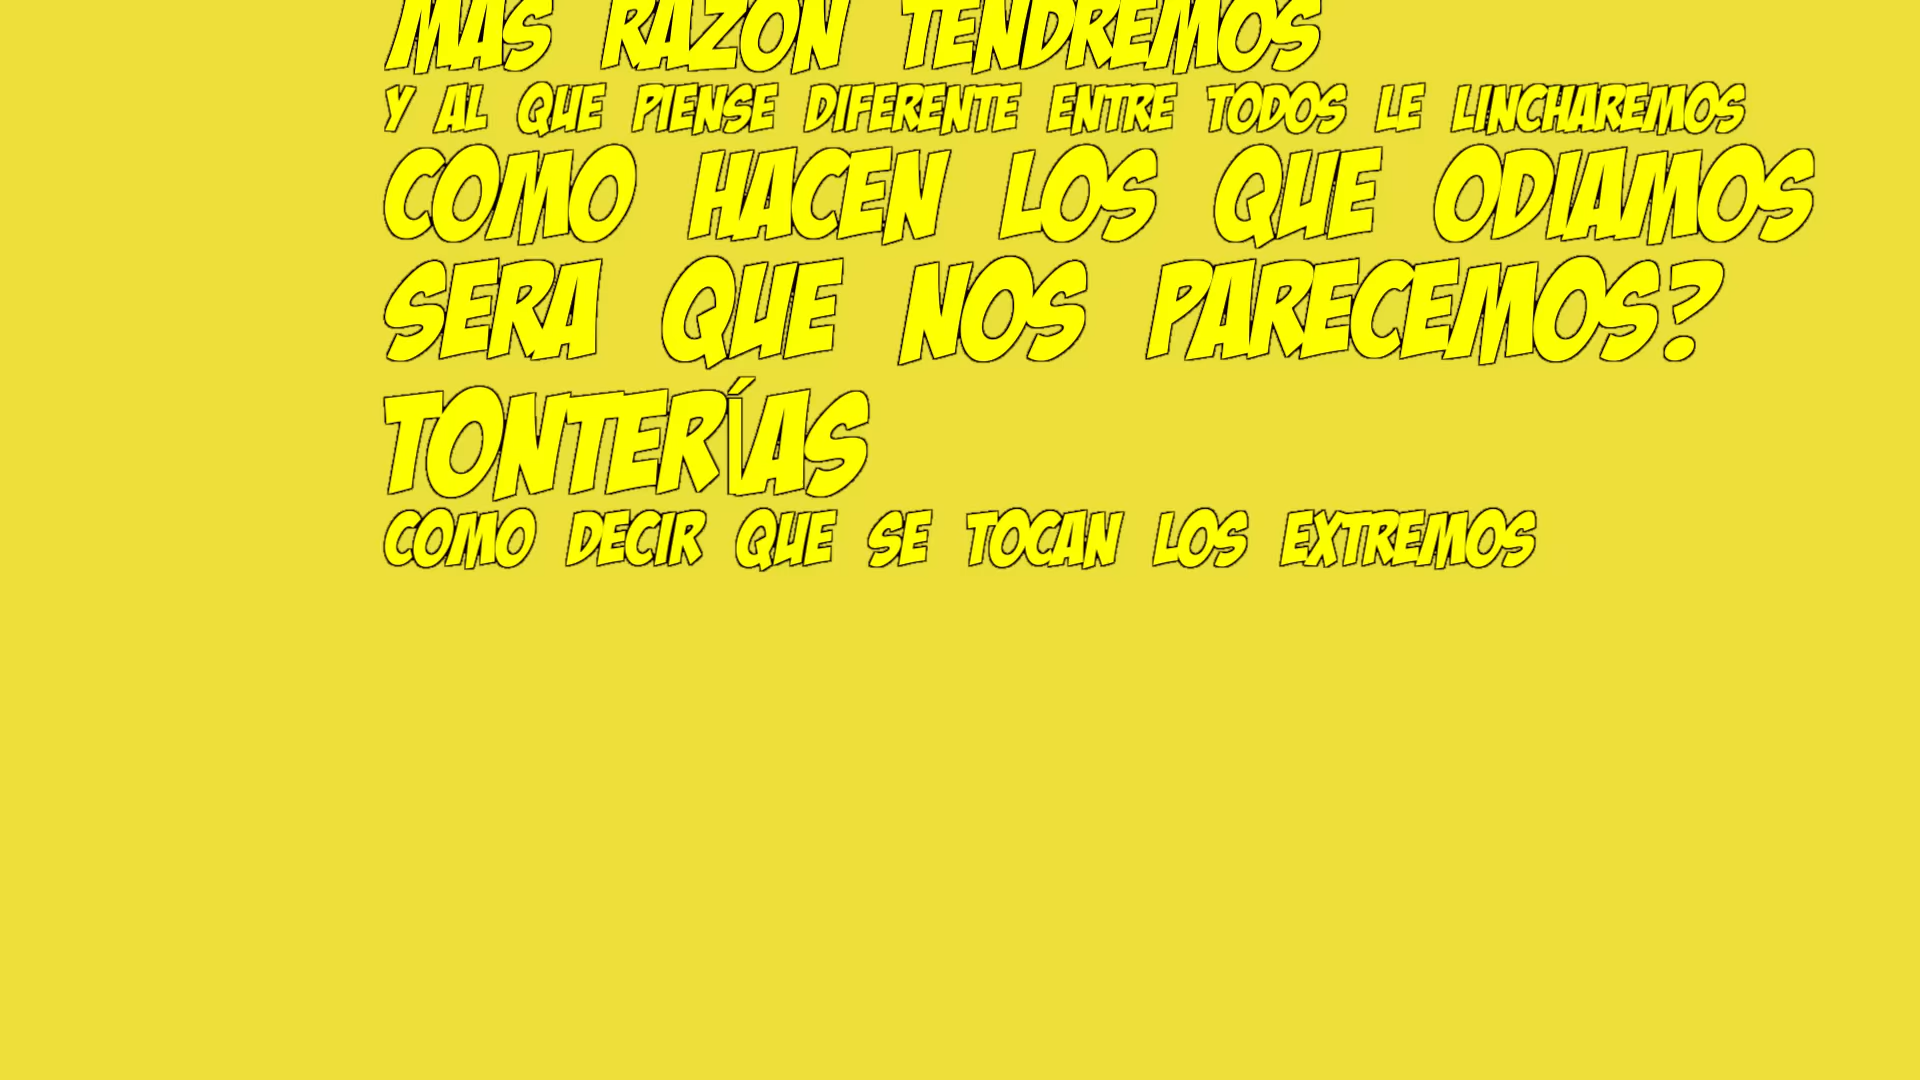 MAS RAZON TENDREMOS
Y AL QUE PIENSE DIFERENTE ENTRE TODOS LE LINCHAREMOS
COMO HACEN LOS QUE ODIAMOS
SERA QUE NOS PARECEMOS?
TONTERÍAS
COMO DECIR QUE SE TOCAN LOS EXTREMOS